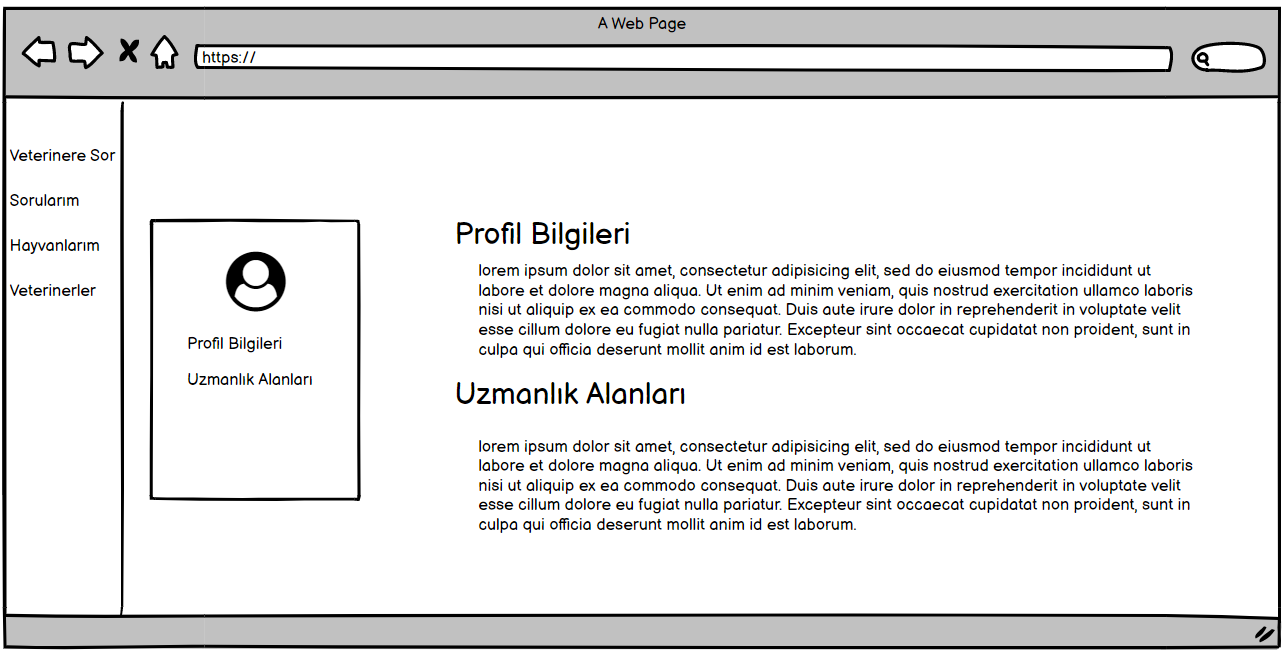 A Web Page
https://
Veterinere Sor
Sorularım
Hayvanlarım
Veterinerler
Profil Bilgileri
Uzmanlık Alanları
Profil Bilgileri
lorem ipsum dolor sit amet, consectetur adipisicing elit, sed do eiusmod tempor incididunt ut
labore et dolore magna aliqua. Ut enim ad minim veniam, quis nostrud exercitation ullamco laboris
nisi ut aliquip ex ea commodo consequat. Duis aute irure dolor in reprehenderit in voluptate velit
esse cillum dolore eu fugiat nulla pariatur. Excepteur sint occaecat cupidatat non proident, sunt in
culpa qui officia deserunt mollit anim id est laborum.
Uzmanlık Alanları
lorem ipsum dolor sit amet, consectetur adipisicing elit, sed do eiusmod tempor incididunt ut
labore et dolore magna aliqua. Ut enim ad minim veniam, quis nostrud exercitation ullamco laboris
nisi ut aliquip ex ea commodo consequat. Duis aute irure dolor in reprehenderit in voluptate velit
esse cillum dolore eu fugiat nulla pariatur. Excepteur sint occaecat cupidatat non proident, sunt in
culpa qui officia deserunt mollit anim id est laborum.